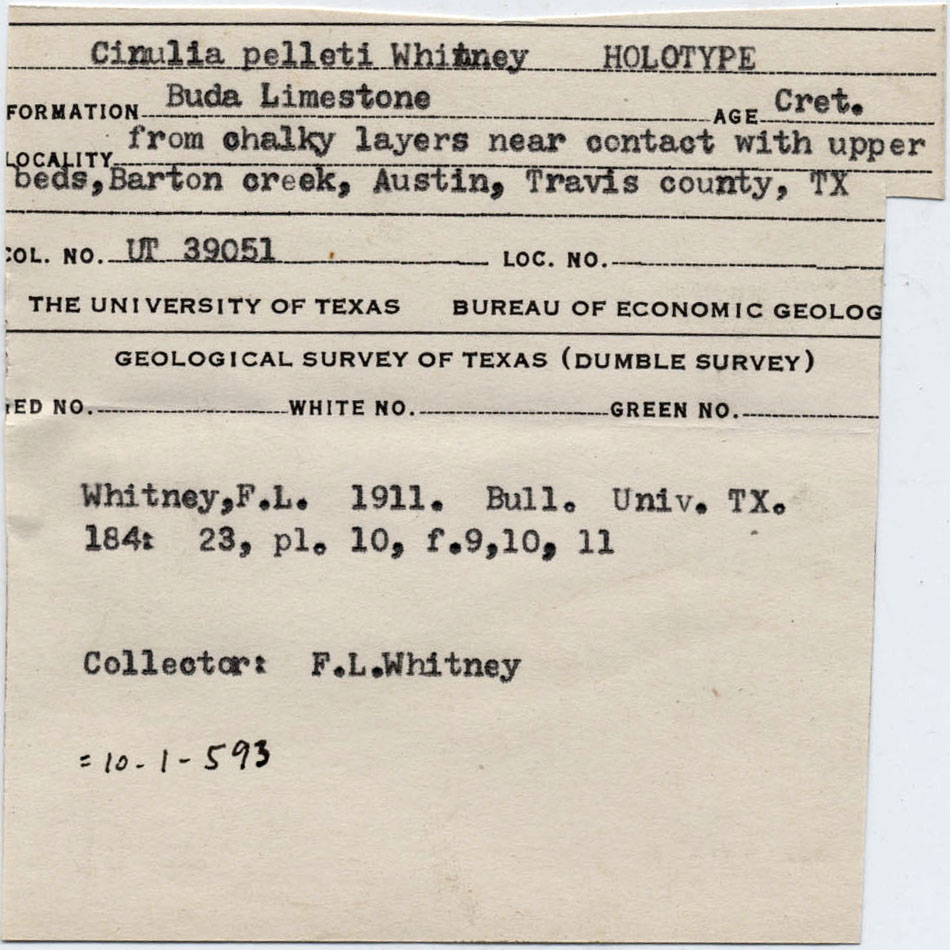 Cinulia pelleti Whitney HOLOTYPE
FORMATION Buda Limestone AGE Cret.
LOCALITY from chalky layers near contact with upper
beds, Barton creek, Austin, Travis county, TX
COL. NO. UT 39051 LOC. NO.
THE UNIVERSITY OF TEXAS BUREAU OF ECONOMIC GEOLOG
GEOLOGICAL SURVEY OF TEXAS (DUMBLE SURVEY)
RED NO. WHITE NO. GREEN NO.
Whitney,F.L. 1911. Bull. Univ. TX.
184: 23, pl. 10, f.9,10, 11
Collector: F.L.Whitney
=10-1-593